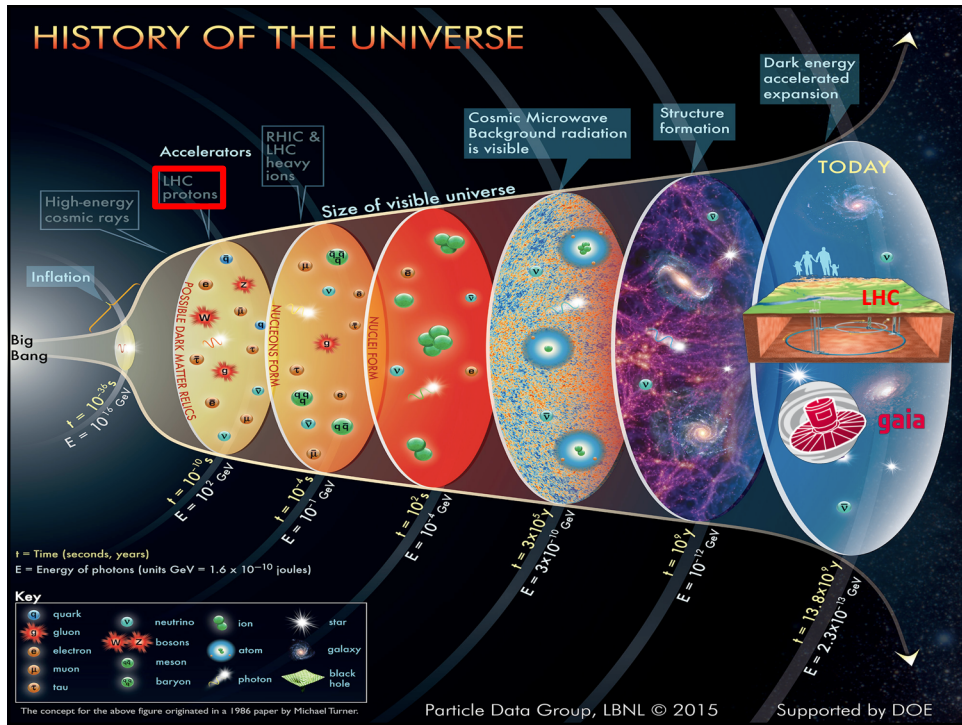 HISTORY OF THE UNIVERSE
Dark energy
accelerated
expansion
Structure
formation
Cosmic Microwave
Background radiation
is visible
RHIC &
LHC
heavy
ions
Accelerators
LHC
protons
High-energy
cosmic rays
Inflation
Size of visible universe
TODAY
Big
Bang
POSSIBLE DARK MATTER RELICS
NUCLEONS FORM
NUCLEI FORM
LHC
gaia
t = 10⁻³⁶ s
E = 10¹⁶ GeV
t = 10⁻¹⁰ s
E = 10² GeV
t = 10⁻⁴ s
E = 10⁻¹ GeV
t = 10² s
E = 10⁻⁴ GeV
t = 3x10⁵ y
E = 3x10⁻¹⁰ GeV
t = 10⁹ y
E = 10⁻¹² GeV
t = 13.8x10⁹ y
E = 2.3x10⁻¹³ GeV
t = Time (seconds, years)
E = Energy of photons (units GeV = 1.6 x 10⁻¹⁰ joules)
Key
q quark
g gluon
e electron
μ muon
τ tau
ν neutrino
W Z bosons
qq̄ meson
qqq baryon
ion
atom
photon
star
galaxy
black
hole
The concept for the above figure originated in a 1986 paper by Michael Turner.
Particle Data Group, LBNL © 2015
Supported by DOE